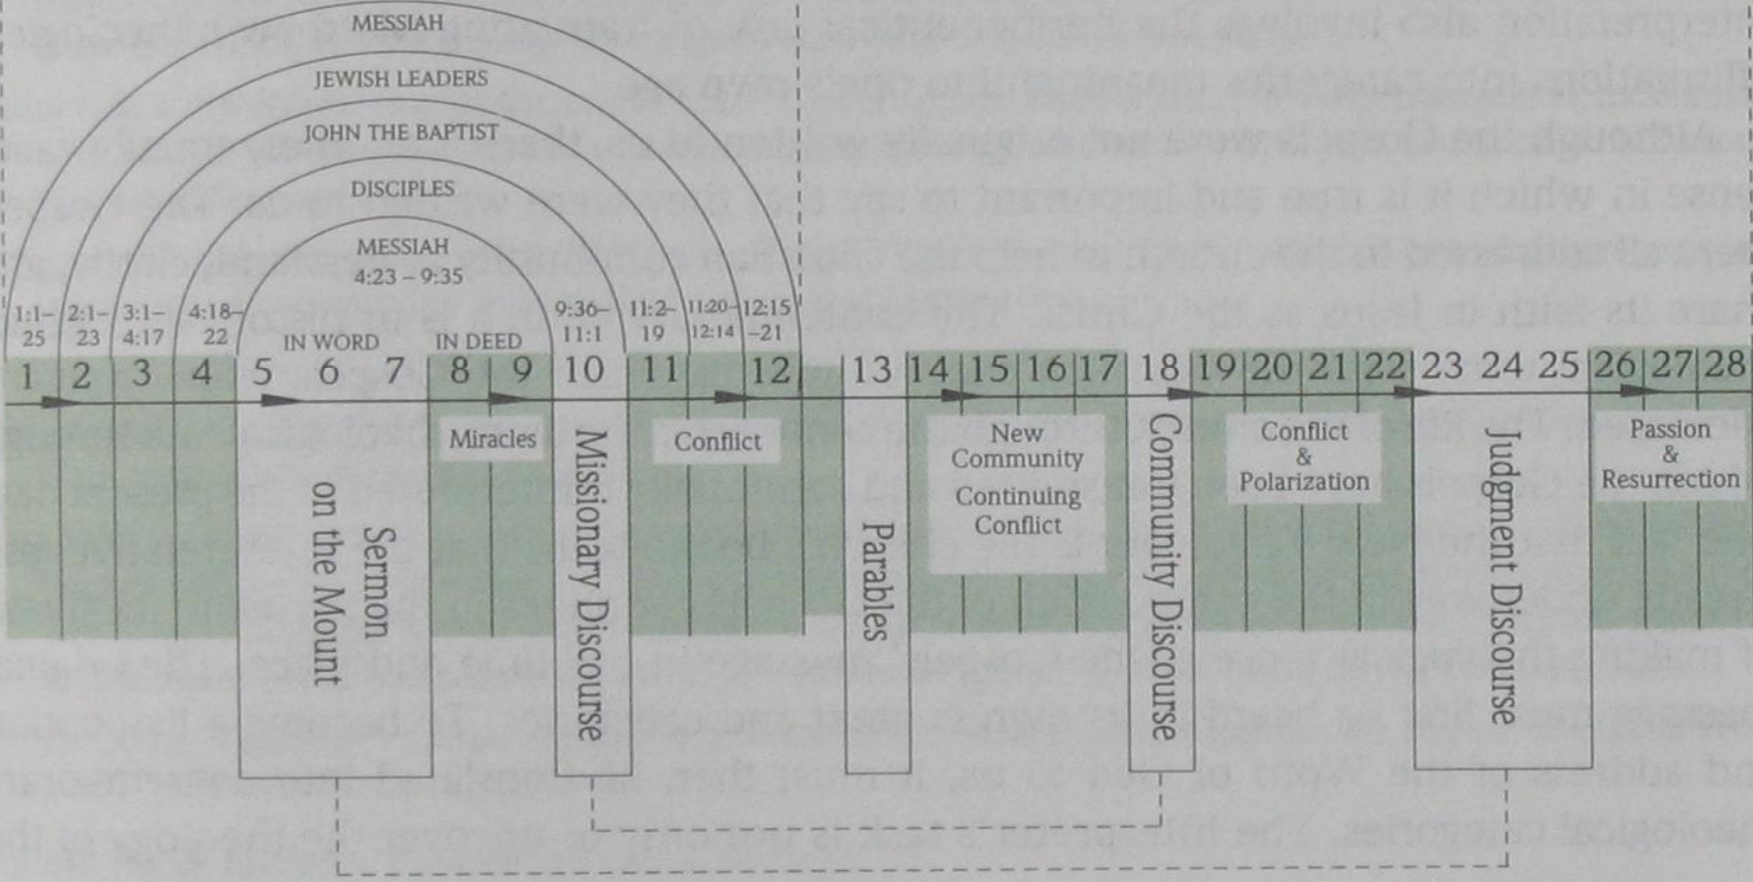 MESSIAH
JEWISH LEADERS
JOHN THE BAPTIST
DISCIPLES
MESSIAH
4:23 – 9:35
1:1–
25
2:1–
23
3:1–
4:17
4:18–
22
IN WORD
IN DEED
9:36–
11:1
11:2–
19
11:20–
12:14
12:15
–21
1 2 3 4 5 6 7 8 9 10 11 12 13 14 15 16 17 18 19 20 21 22 23 24 25 26 27 28
Sermon
on the Mount
Miracles
Missionary Discourse
Conflict
Parables
New
Community
Continuing
Conflict
Community Discourse
Conflict
&
Polarization
Judgment Discourse
Passion
&
Resurrection